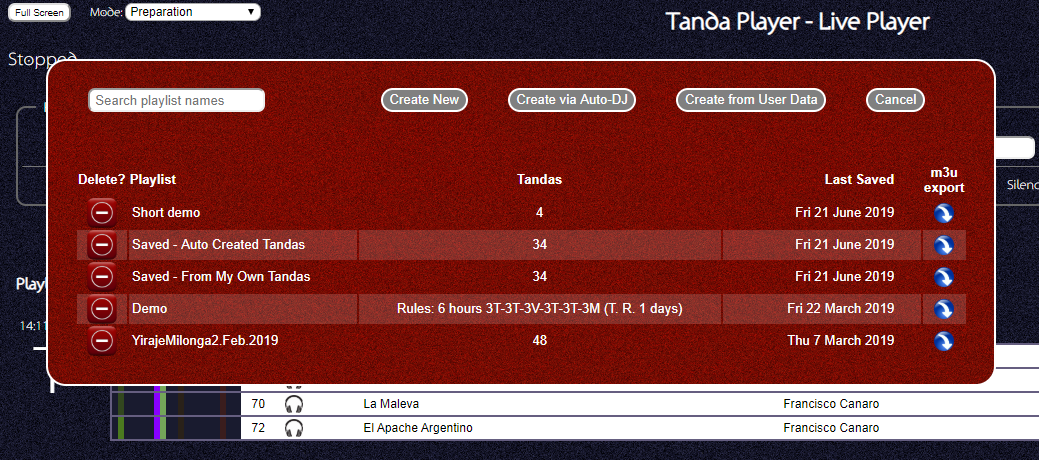 Full Screen Mode: Preparation
Tanda Player - Live Player
Stopped
Search playlist names Create New Create via Auto-DJ Create from User Data Cancel
Delete? Playlist Tandas Last Saved m3u export
Silenc
Short demo 4 Fri 21 June 2019
Saved - Auto Created Tandas 34 Fri 21 June 2019
Saved - From My Own Tandas 34 Fri 21 June 2019
Playl
Demo Rules: 6 hours 3T-3T-3V-3T-3T-3M (T. R. 1 days) Fri 22 March 2019
14:11
YirajeMilonga2.Feb.2019 48 Thu 7 March 2019
70 La Maleva Francisco Canaro
72 El Apache Argentino Francisco Canaro